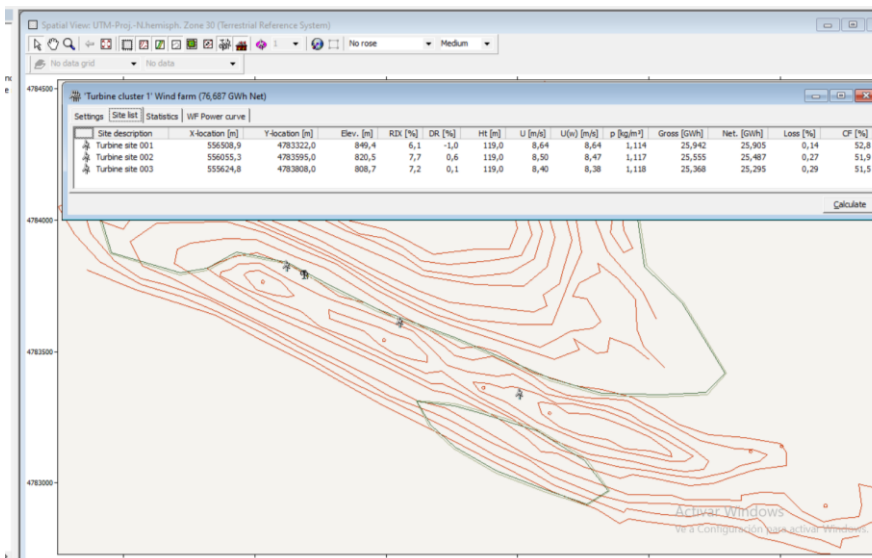 Spatial View: UTM-Proj.-N.hemisph. Zone 30 (Terrestrial Reference System)
1 No rose Medium
No data grid No data
4784500
'Turbine cluster 1' Wind farm (76,687 GWh Net)
Settings Site list Statistics WF Power curve
Site description X-location [m] Y-location [m] Elev. [m] RIX [%] DR [%] Ht [m] U [m/s] U(w) [m/s] p [kg/m³] Gross [GWh] Net. [GWh] Loss [%] CF [%]
Turbine site 001 556508,9 4783322,0 849,4 6,1 -1,0 119,0 8,64 8,64 1,114 25,942 25,905 0,14 52,8
Turbine site 002 556055,3 4783595,0 820,5 7,7 0,6 119,0 8,50 8,47 1,117 25,555 25,487 0,27 51,9
Turbine site 003 555624,8 4783808,0 808,7 7,2 0,1 119,0 8,40 8,38 1,118 25,368 25,295 0,29 51,5
Calculate
4784000
4783500
4783000
Activar Windows
Ve a Configuración para activar Windows.